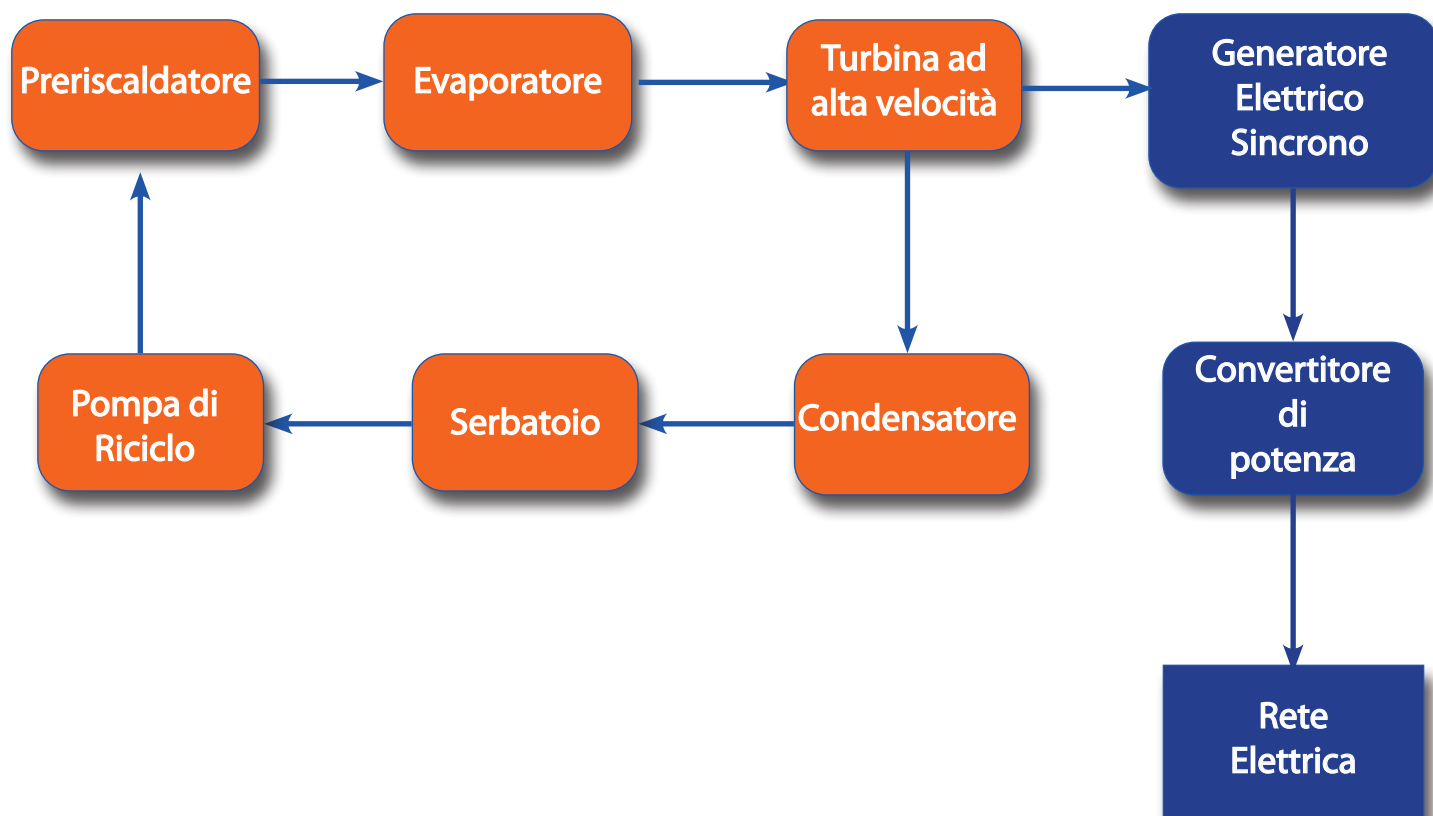 Preriscaldatore
Evaporatore
Turbina ad
alta velocità
Generatore
Elettrico
Sincrono
Pompa di
Riciclo
Serbatoio
Condensatore
Convertitore
di
potenza
Rete
Elettrica